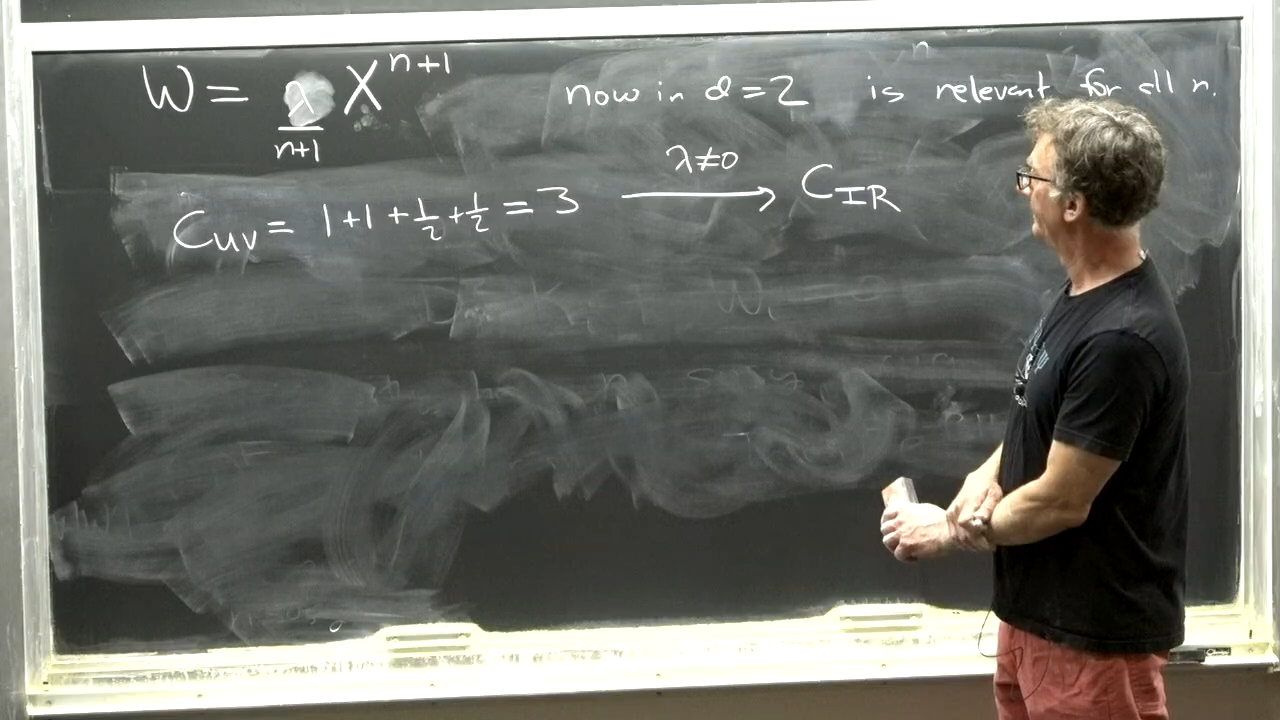 W = λ/n+1 X^n+1 now in d=2 is relevant for all n.
C_UV = 1+1+1/2+1/2 = 3 λ≠0 → C_IR